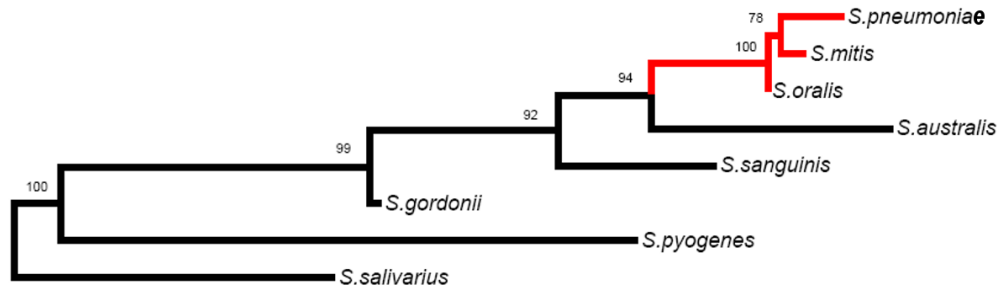 78 S.pneumoniae
100 S.mitis
94 S.oralis
92 S.australis
99 S.sanguinis
100 S.gordonii
S.pyogenes
S.salivarius